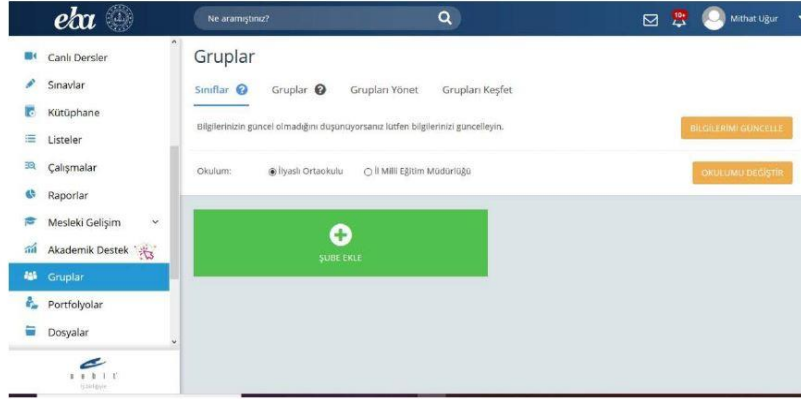 eba
Ne aramıştınız?
10+
Mithat Uğur
Canlı Dersler
Sınavlar
Kütüphane
Listeler
Çalışmalar
Raporlar
Mesleki Gelişim
Akademik Destek
Gruplar
Portfolyolar
Dosyalar
sebit
Gruplar
Sınıflar ? Gruplar ? Grupları Yönet Grupları Keşfet
Bilgilerinizin güncel olmadığını düşünüyorsanız lütfen bilgilerinizi güncelleyin. BİLGİLERİMİ GÜNCELLE
Okulum: İlyaslı Ortaokulu İl Milli Eğitim Müdürlüğü OKULUMU DEĞİŞTİR
ŞUBE EKLE